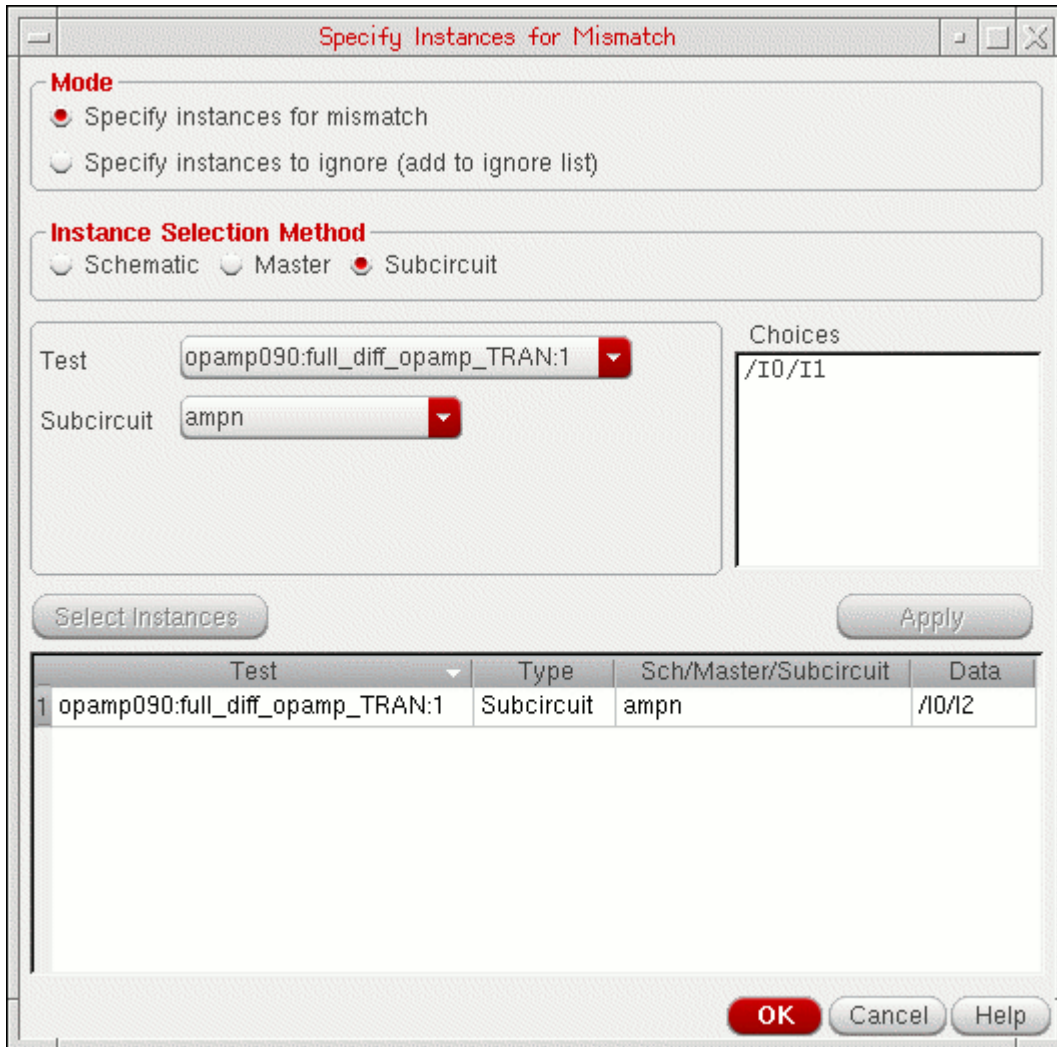 Specify Instances for Mismatch
Mode
Specify instances for mismatch
Specify instances to ignore (add to ignore list)
Instance Selection Method
Schematic Master Subcircuit
Test opamp090:full_diff_opamp_TRAN:1
Subcircuit ampn
Choices
/I0/I1
Select Instances Apply
Test Type Sch/Master/Subcircuit Data
1 opamp090:full_diff_opamp_TRAN:1 Subcircuit ampn /I0/I2
OK Cancel Help